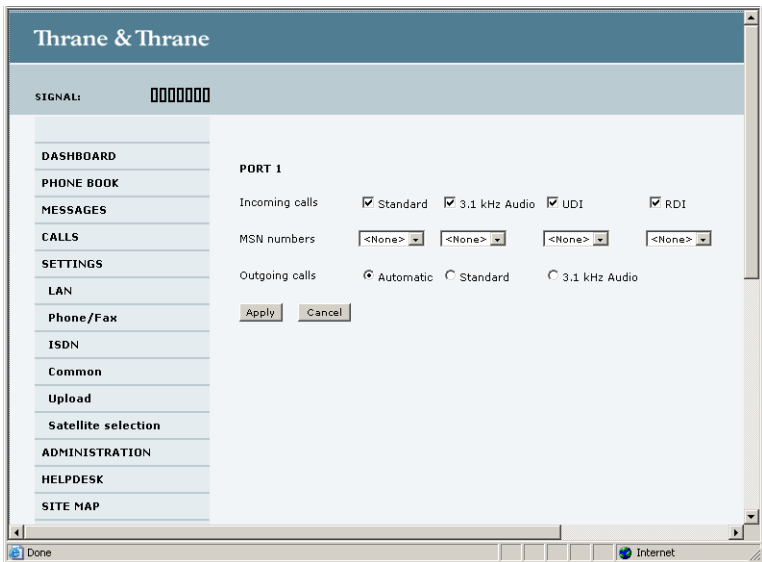 Thrane & Thrane
SIGNAL:
DASHBOARD
PHONE BOOK
MESSAGES
CALLS
SETTINGS
LAN
Phone/Fax
ISDN
Common
Upload
Satellite selection
ADMINISTRATION
HELPDESK
SITE MAP
PORT 1
Incoming calls Standard 3.1 kHz Audio UDI RDI
MSN numbers <None> <None> <None> <None>
Outgoing calls Automatic Standard 3.1 kHz Audio
Apply Cancel
Done Internet